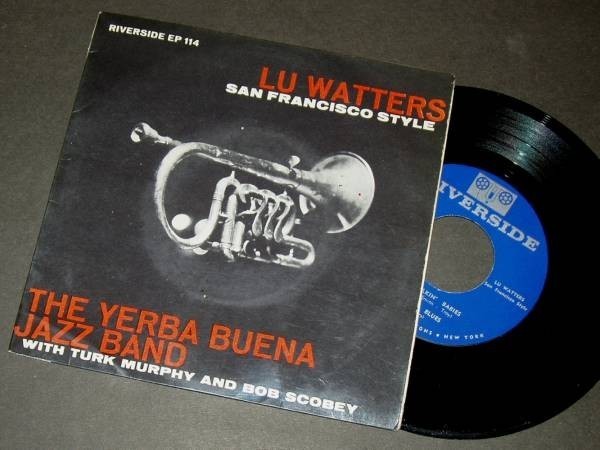 RIVERSIDE EP 114
LU WATTERS
SAN FRANCISCO STYLE
THE YERBA BUENA
JAZZ BAND
WITH TURK MURPHY AND BOB SCOBEY
RIVERSIDE
LU WATTERS
San Francisco Style
BABIES
BLUES
NEW YORK